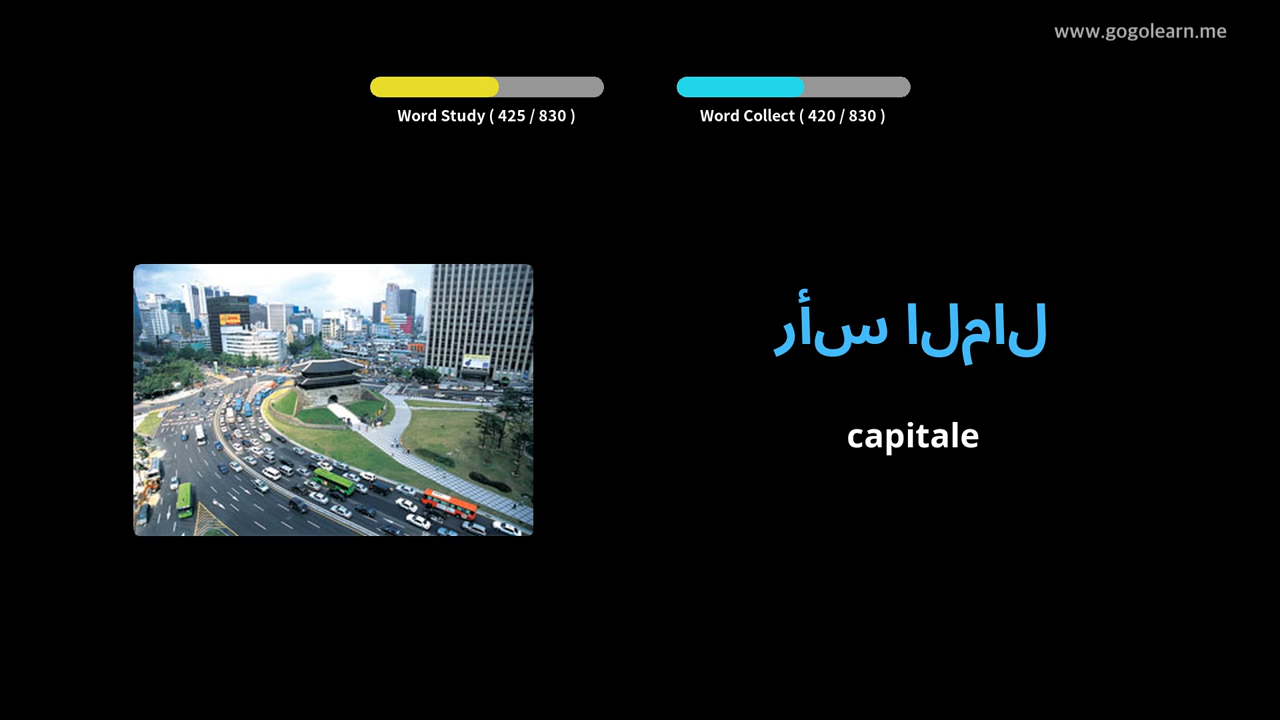 www.gogolearn.me
Word Study ( 425 / 830 )
Word Collect ( 420 / 830 )
رأس المال
capitale